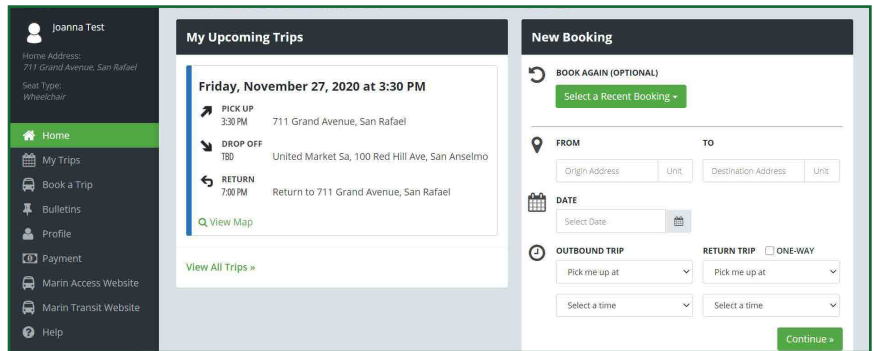 Joanna Test
Home Address:
711 Grand Avenue, San Rafael
Seat Type:
Wheelchair
Home
My Trips
Book a Trip
Bulletins
Profile
Payment
Marin Access Website
Marin Transit Website
Help
My Upcoming Trips
Friday, November 27, 2020 at 3:30 PM
PICK UP
3:30 PM 711 Grand Avenue, San Rafael
DROP OFF
TBD United Market Sa, 100 Red Hill Ave, San Anselmo
RETURN
7:00 PM Return to 711 Grand Avenue, San Rafael
View Map
View All Trips »
New Booking
BOOK AGAIN (OPTIONAL)
Select a Recent Booking
FROM TO
Origin Address Unit Destination Address Unit
DATE
Select Date
OUTBOUND TRIP RETURN TRIP ONE-WAY
Pick me up at Pick me up at
Select a time Select a time
Continue »